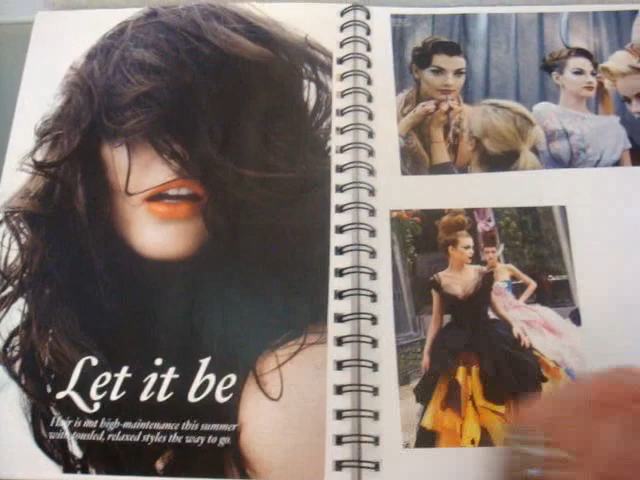 Let it be
Hair is not high-maintenance this summer
with tousled, relaxed styles the way to go.